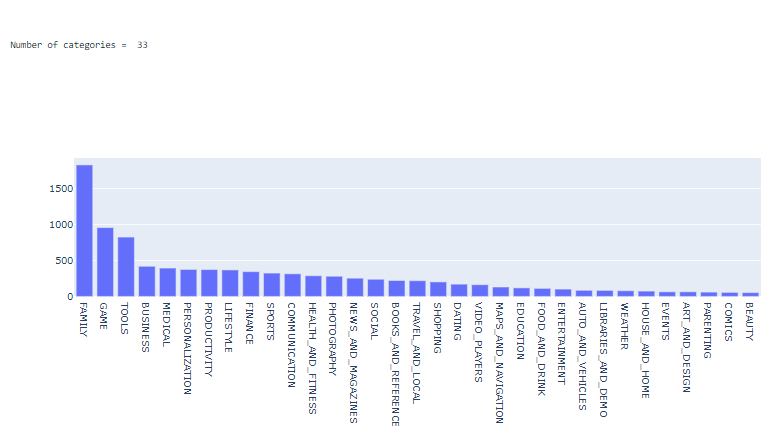 Number of categories = 33
1500
1000
500
0
FAMILY
GAME
TOOLS
BUSINESS
MEDICAL
PERSONALIZATION
PRODUCTIVITY
LIFESTYLE
FINANCE
SPORTS
COMMUNICATION
HEALTH_AND_FITNESS
PHOTOGRAPHY
NEWS_AND_MAGAZINES
SOCIAL
BOOKS_AND_REFERENCE
TRAVEL_AND_LOCAL
SHOPPING
DATING
VIDEO_PLAYERS
MAPS_AND_NAVIGATION
EDUCATION
FOOD_AND_DRINK
ENTERTAINMENT
AUTO_AND_VEHICLES
LIBRARIES_AND_DEMO
WEATHER
HOUSE_AND_HOME
EVENTS
ART_AND_DESIGN
PARENTING
COMICS
BEAUTY